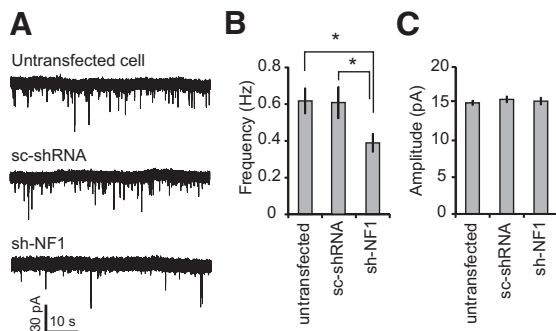 A
Untransfected cell
sc-shRNA
sh-NF1
30 pA
10 s
B
*
*
Frequency (Hz)
0.8
0.6
0.4
0.2
0
untransfected
sc-shRNA
sh-NF1
C
Amplitude (pA)
20
15
10
5
0
untransfected
sc-shRNA
sh-NF1